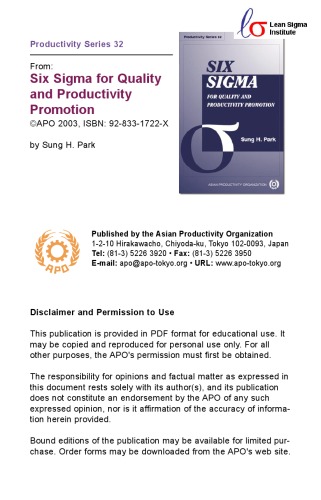 Lean Sigma
Institute
Productivity Series 32
From:
Six Sigma for Quality
and Productivity
Promotion
©APO 2003, ISBN: 92-833-1722-X
by Sung H. Park
Productivity Series 32
SIX
SIGMA
FOR QUALITY AND
PRODUCTIVITY PROMOTION
Sung H. Park
ASIAN PRODUCTIVITY ORGANIZATION
APO
Published by the Asian Productivity Organization
1-2-10 Hirakawacho, Chiyoda-ku, Tokyo 102-0093, Japan
Tel: (81-3) 5226 3920 • Fax: (81-3) 5226 3950
E-mail: apo@apo-tokyo.org • URL: www.apo-tokyo.org
Disclaimer and Permission to Use
This publication is provided in PDF format for educational use. It
may be copied and reproduced for personal use only. For all
other purposes, the APO's permission must first be obtained.
The responsibility for opinions and factual matter as expressed in
this document rests solely with its author(s), and its publication
does not constitute an endorsement by the APO of any such
expressed opinion, nor is it affirmation of the accuracy of informa-
tion herein provided.
Bound editions of the publication may be available for limited pur-
chase. Order forms may be downloaded from the APO's web site.